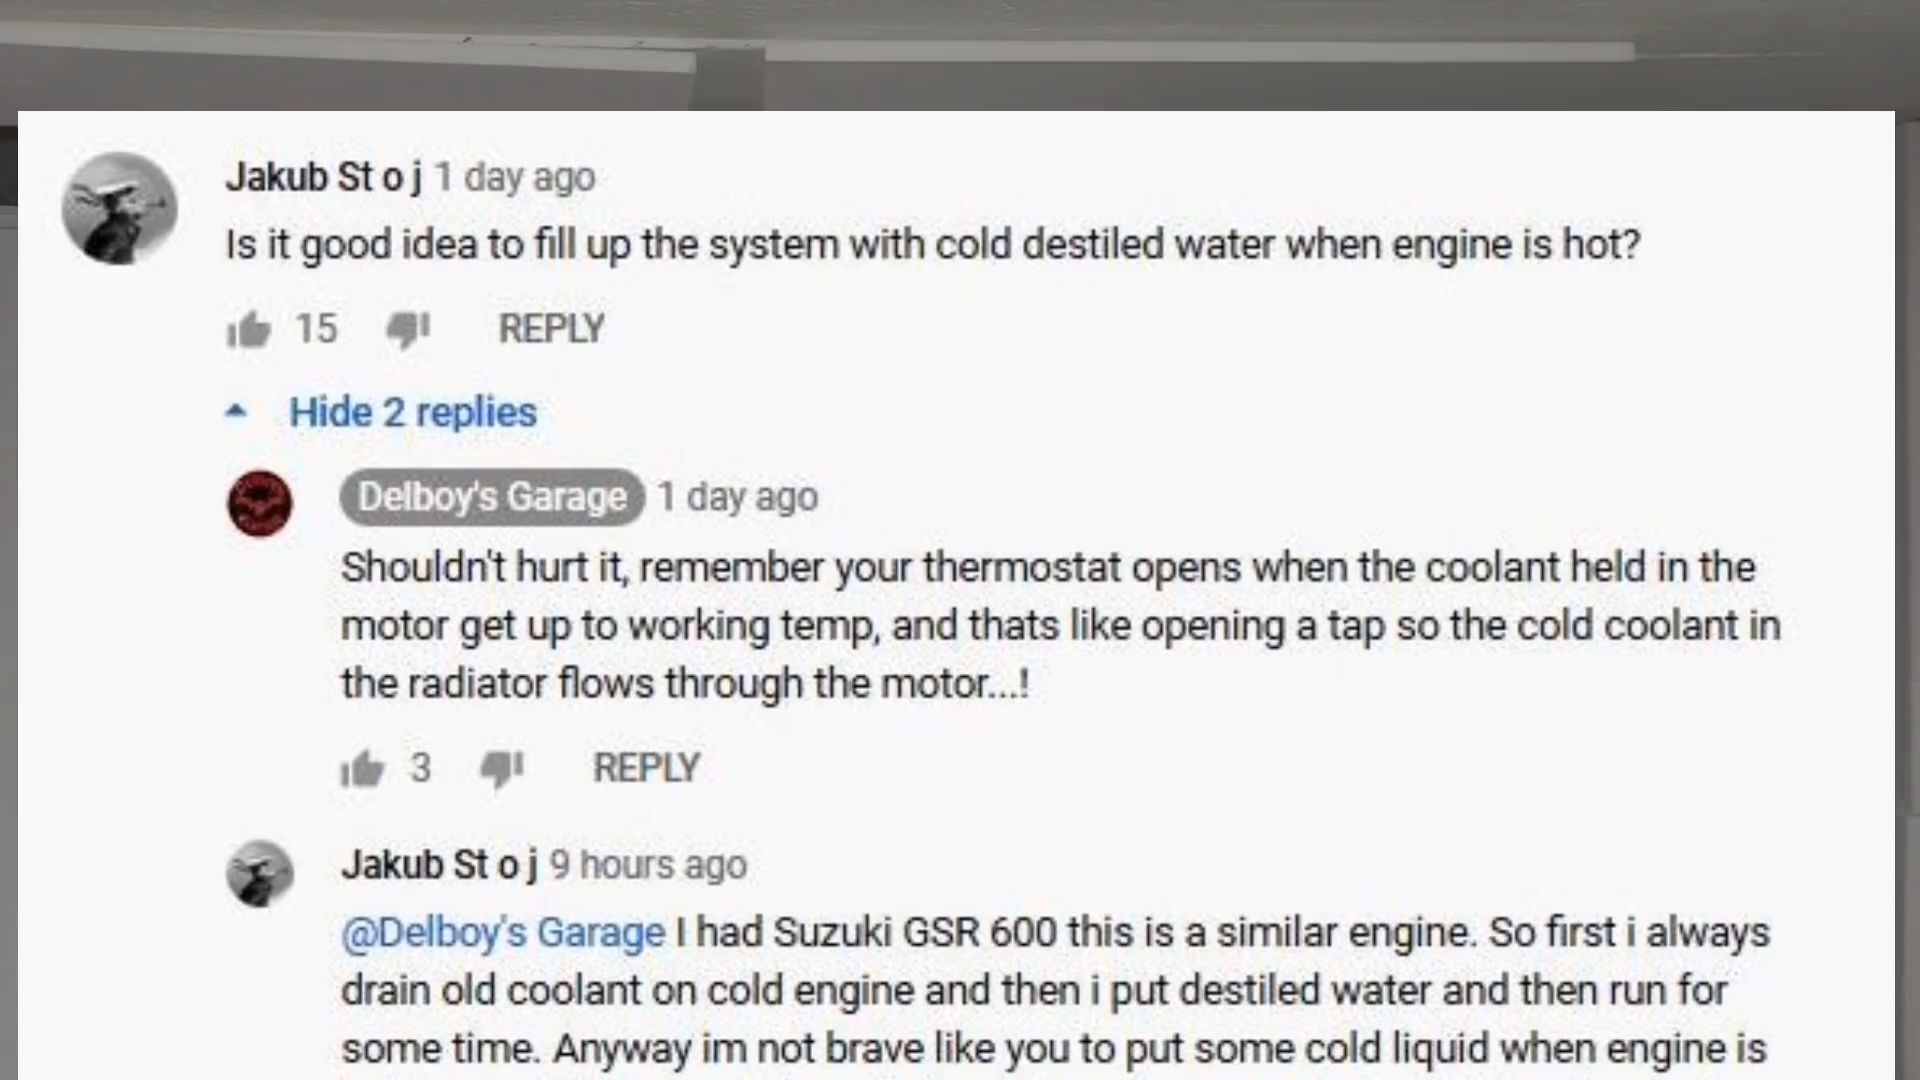 Jakub St o j 1 day ago
Is it good idea to fill up the system with cold destiled water when engine is hot?
15 REPLY
Hide 2 replies
Delboy's Garage 1 day ago
Shouldn't hurt it, remember your thermostat opens when the coolant held in the
motor get up to working temp, and thats like opening a tap so the cold coolant in
the radiator flows through the motor...!
3 REPLY
Jakub St o j 9 hours ago
@Delboy's Garage I had Suzuki GSR 600 this is a similar engine. So first i always
drain old coolant on cold engine and then i put destiled water and then run for
some time. Anyway im not brave like you to put some cold liquid when engine is